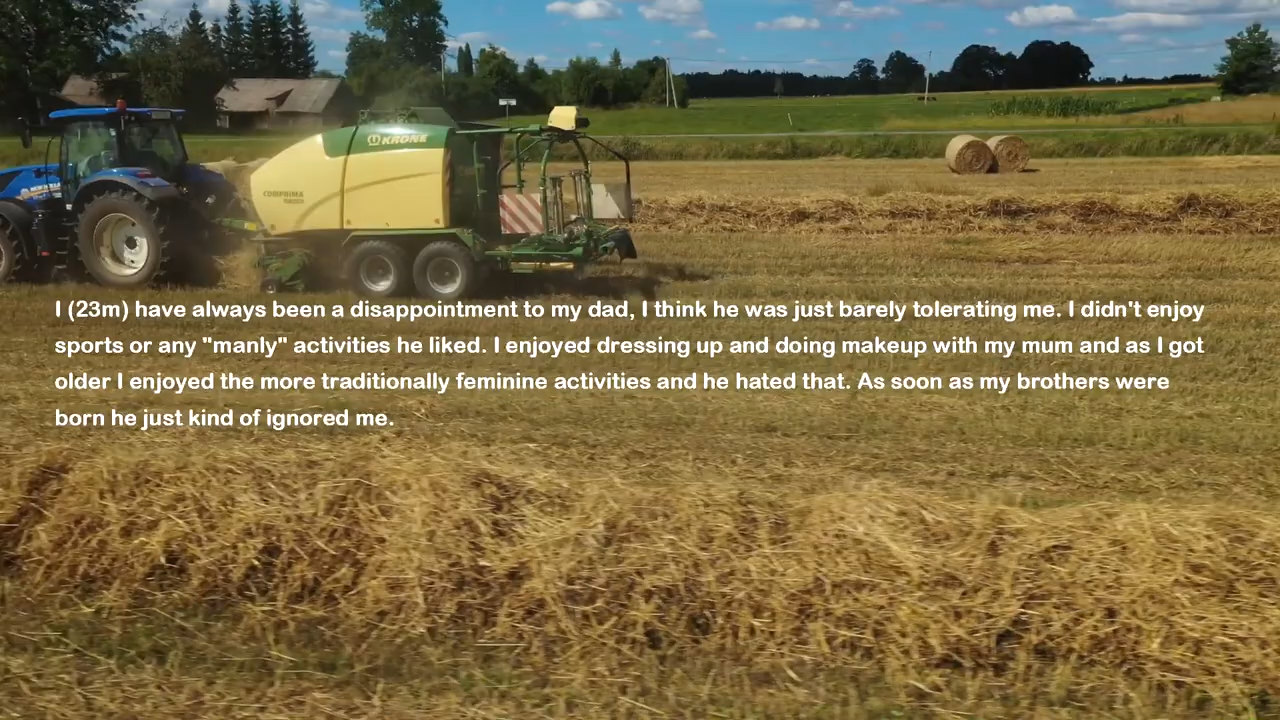 KRONE
COMPRIMA
I (23m) have always been a disappointment to my dad, I think he was just barely tolerating me. I didn't enjoy
sports or any "manly" activities he liked. I enjoyed dressing up and doing makeup with my mum and as I got
older I enjoyed the more traditionally feminine activities and he hated that. As soon as my brothers were
born he just kind of ignored me.